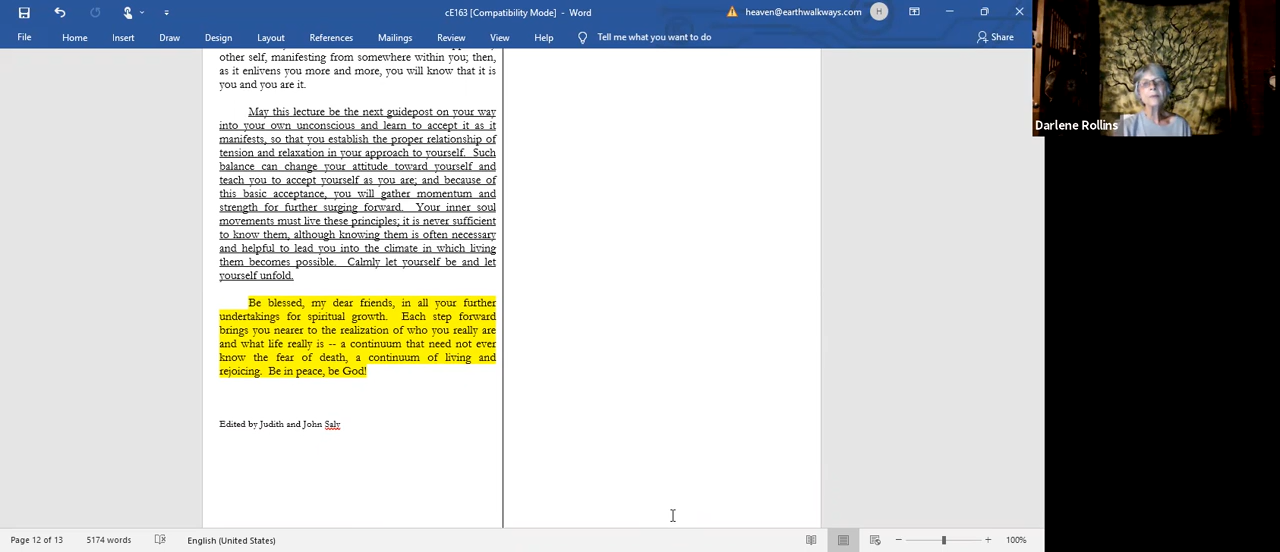 cE163 [Compatibility Mode] - Word
heaven@earthwalkways.com
H
File
Home
Insert
Draw
Design
Layout
References
Mailings
Review
View
Help
Tell me what you want to do
Share
other self, manifesting from somewhere within you; then,
as it enlivens you more and more, you will know that it is
you and you are it.
May this lecture be the next guidepost on your way
into your own unconscious and learn to accept it as it
manifests, so that you establish the proper relationship of
tension and relaxation in your approach to yourself. Such
balance can change your attitude toward yourself and
teach you to accept yourself as you are; and because of
this basic acceptance, you will gather momentum and
strength for further surging forward. Your inner soul
movements must live these principles; it is never sufficient
to know them, although knowing them is often necessary
and helpful to lead you into the climate in which living
them becomes possible. Calmly let yourself be and let
yourself unfold.
Be blessed, my dear friends, in all your further
undertakings for spiritual growth. Each step forward
brings you nearer to the realization of who you really are
and what life really is -- a continuum that need not ever
know the fear of death, a continuum of living and
rejoicing. Be in peace, be God!
Edited by Judith and John Saly
Darlene Rollins
Page 12 of 13
5174 words
English (United States)
100%